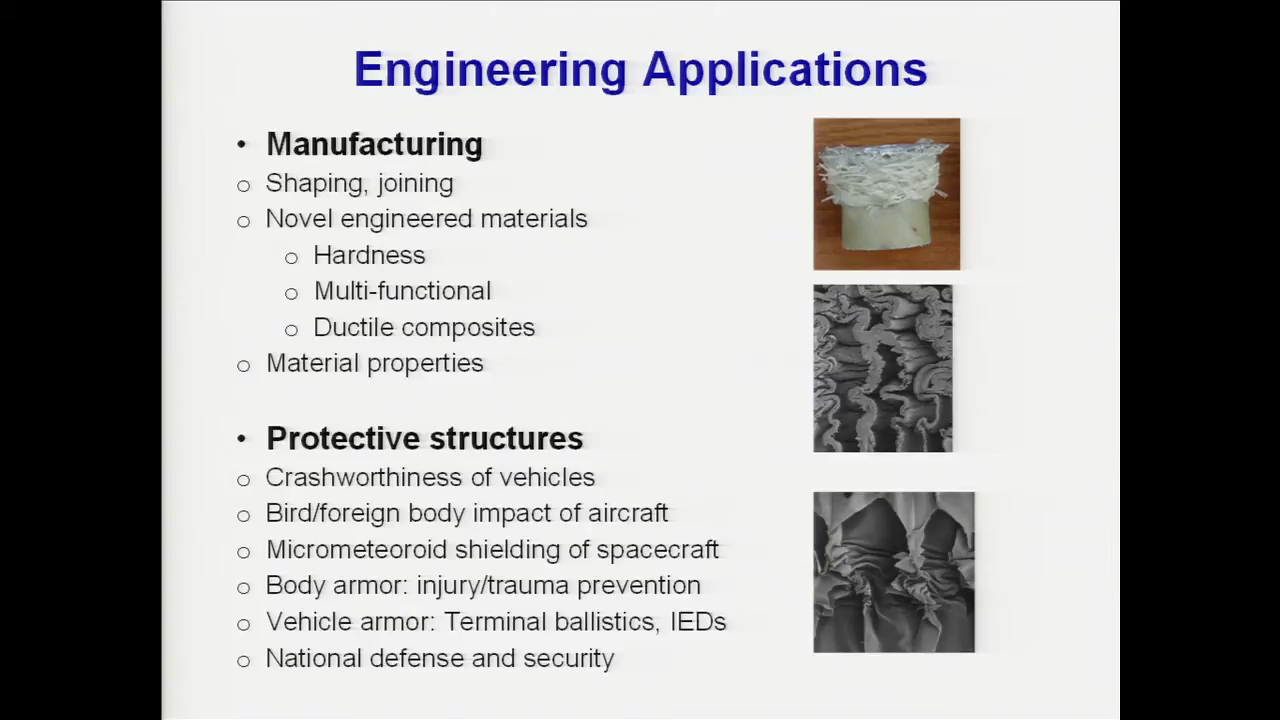 Engineering Applications
• Manufacturing
o Shaping, joining
o Novel engineered materials
o Hardness
o Multi-functional
o Ductile composites
o Material properties
• Protective structures
o Crashworthiness of vehicles
o Bird/foreign body impact of aircraft
o Micrometeoroid shielding of spacecraft
o Body armor: injury/trauma prevention
o Vehicle armor: Terminal ballistics, IEDs
o National defense and security